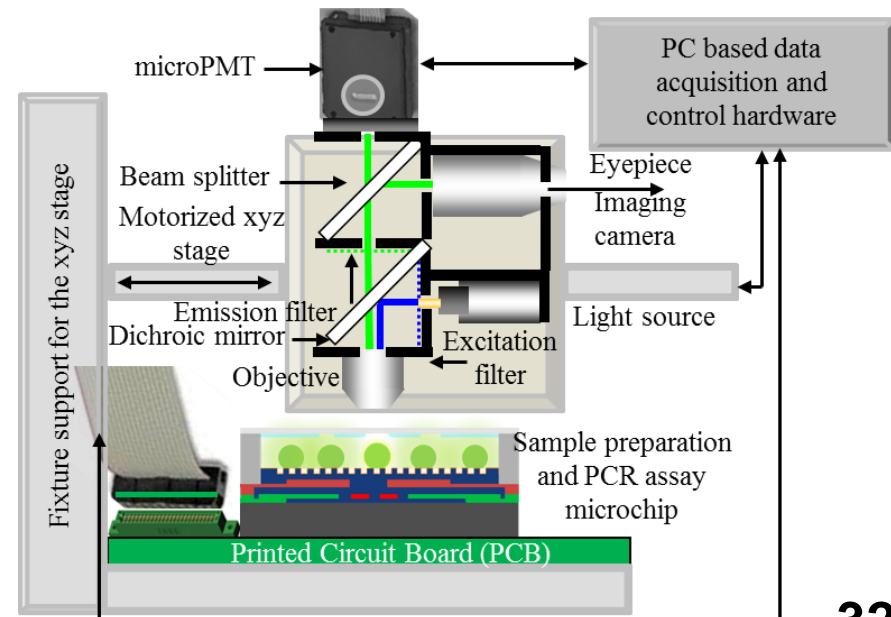 microPMT
PC based data
acquisition and
control hardware
Beam splitter
Eyepiece
Imaging
camera
Motorized xyz
stage
Fixture support for the xyz stage
Emission filter
Dichroic mirror
Light source
Excitation
filter
Objective
Sample preparation
and PCR assay
microchip
Printed Circuit Board (PCB)
32